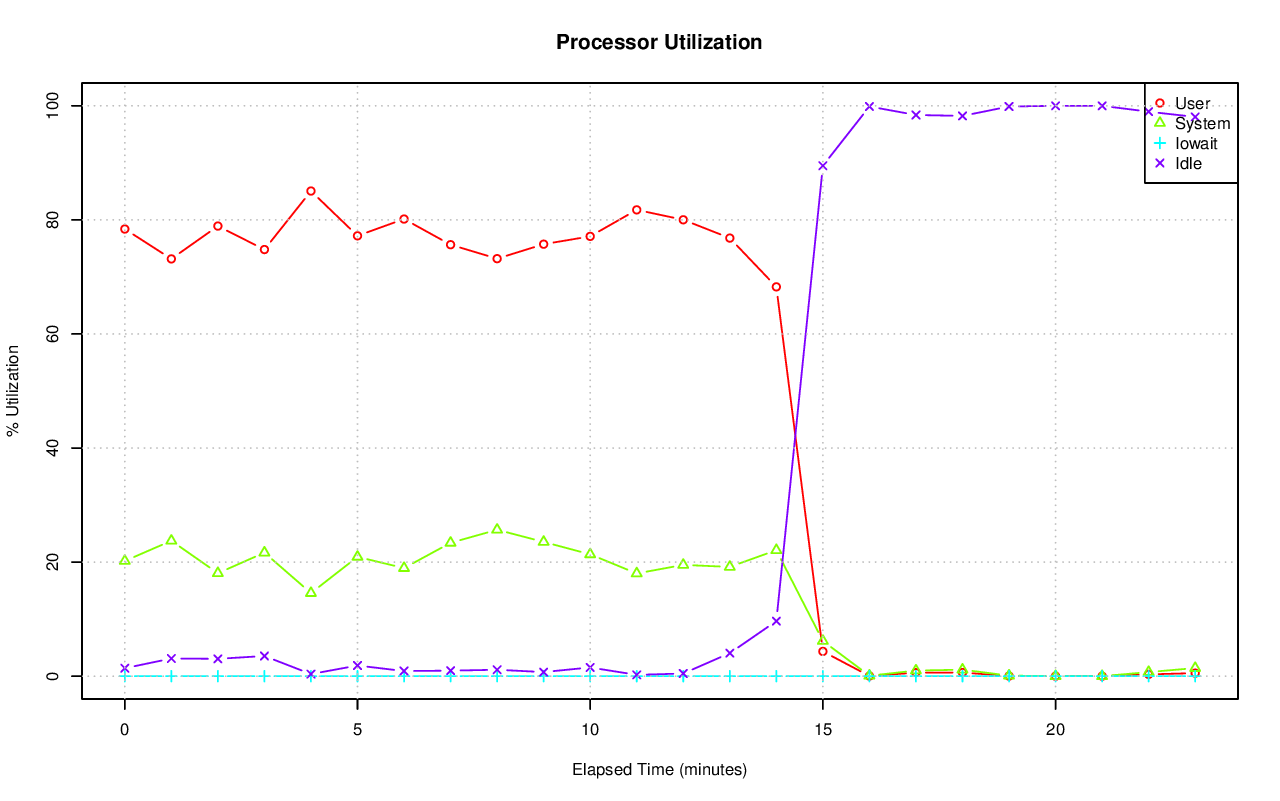 Processor Utilization
% Utilization
100
80
60
40
20
0
User
System
Iowait
Idle
0 5 10 15 20
Elapsed Time (minutes)